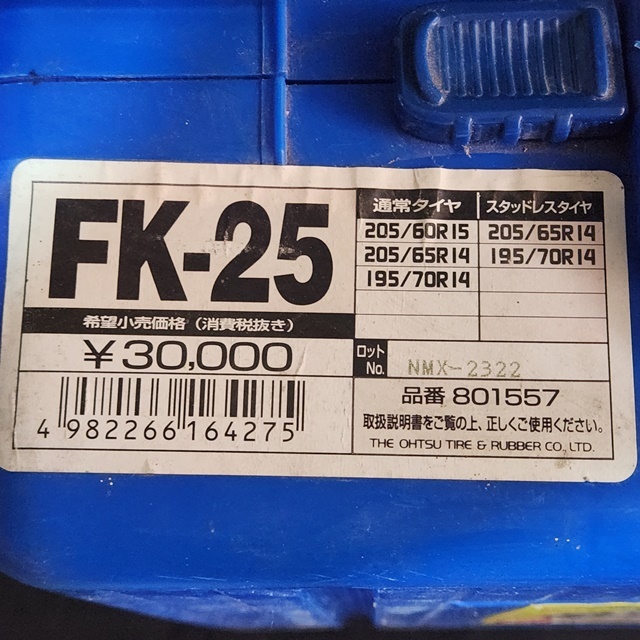 FK-25
希望小売価格（消費税抜き）
¥30,000
4 982266 164275
通常タイヤ スタッドレスタイヤ
205/60R15 205/65R14
205/65R14 195/70R14
195/70R14
ロットNo. NMX-2322
品番 801557
取扱説明書をご覧の上、正しくご使用ください。
THE OHTSU TIRE & RUBBER CO., LTD.